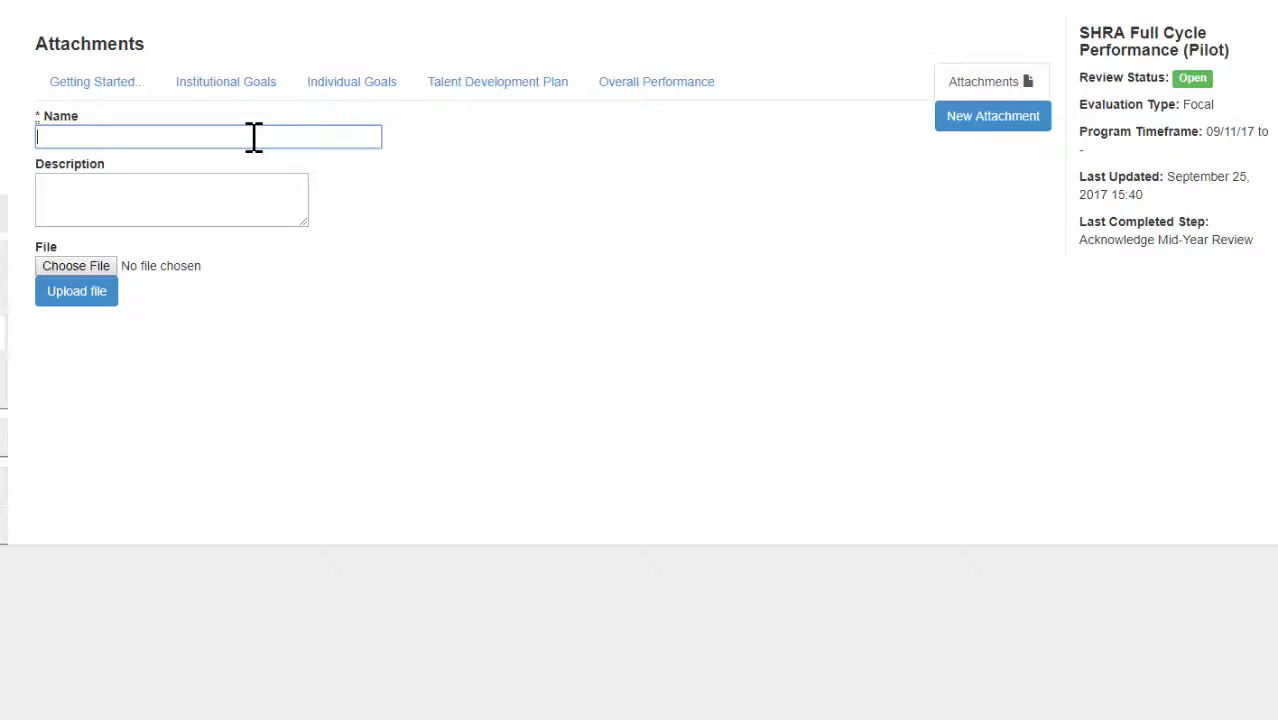 Attachments
Getting Started... Institutional Goals Individual Goals Talent Development Plan Overall Performance Attachments
* Name
New Attachment
Description
File
Choose File No file chosen
Upload file
SHRA Full Cycle
Performance (Pilot)
Review Status: Open
Evaluation Type: Focal
Program Timeframe: 09/11/17 to
-
Last Updated: September 25,
2017 15:40
Last Completed Step:
Acknowledge Mid-Year Review